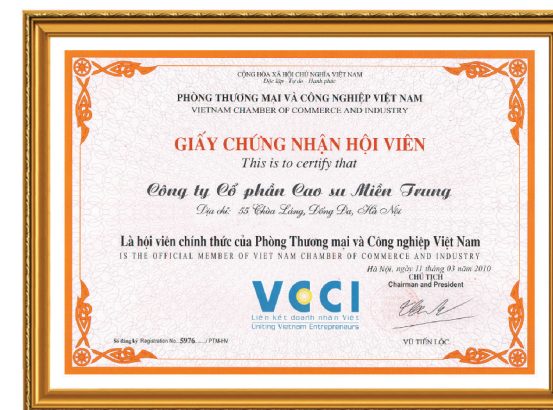 CỘNG HÒA XÃ HỘI CHỦ NGHĨA VIỆT NAM
Độc lập - Tự do - Hạnh phúc
PHÒNG THƯƠNG MẠI VÀ CÔNG NGHIỆP VIỆT NAM
VIETNAM CHAMBER OF COMMERCE AND INDUSTRY
GIẤY CHỨNG NHẬN HỘI VIÊN
This is to certify that
Công ty Cổ phần Cao su Miền Trung
Địa chỉ: 55 Chùa Láng, Đống Đa, Hà Nội
Là hội viên chính thức của Phòng Thương mại và Công nghiệp Việt Nam
IS THE OFFICIAL MEMBER OF VIET NAM CHAMBER OF COMMERCE AND INDUSTRY
Hà Nội, ngày 11 tháng 03 năm 2010
CHỦ TỊCH
Chairman and President
VCCI
Liên kết doanh nhân Việt
Uniting Vietnam Entrepreneurs
Số đăng ký Registration No. 5976 ....../ PTM-HV
VŨ TIẾN LỘC